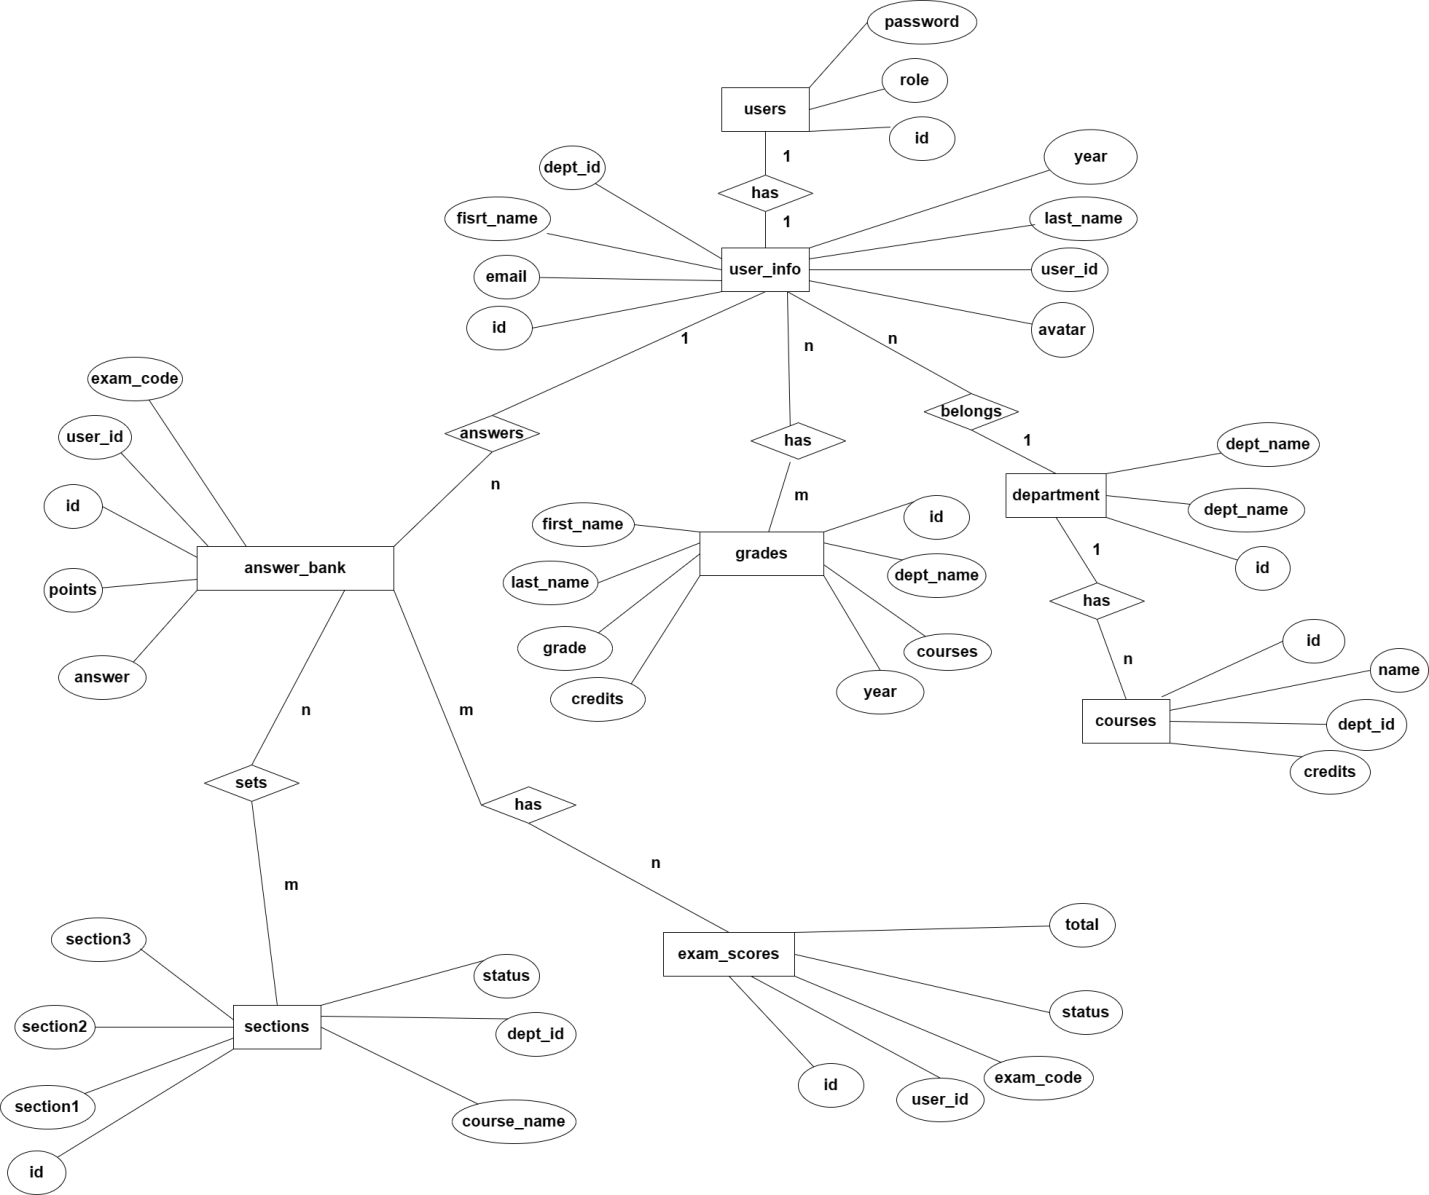 password
role
users
id
1
year
dept_id
has
fisrt_name
last_name
1
user_info
user_id
email
id
avatar
1
n
n
exam_code
belongs
user_id
answers
has
1
dept_name
n
m
department
id
dept_name
first_name
id
grades
1
answer_bank
dept_name
id
points
last_name
has
grade
courses
id
n
name
answer
credits
year
courses
dept_id
n
m
credits
sets
has
n
m
section3
total
exam_scores
status
section2
sections
dept_id
status
id
exam_code
section1
user_id
course_name
id